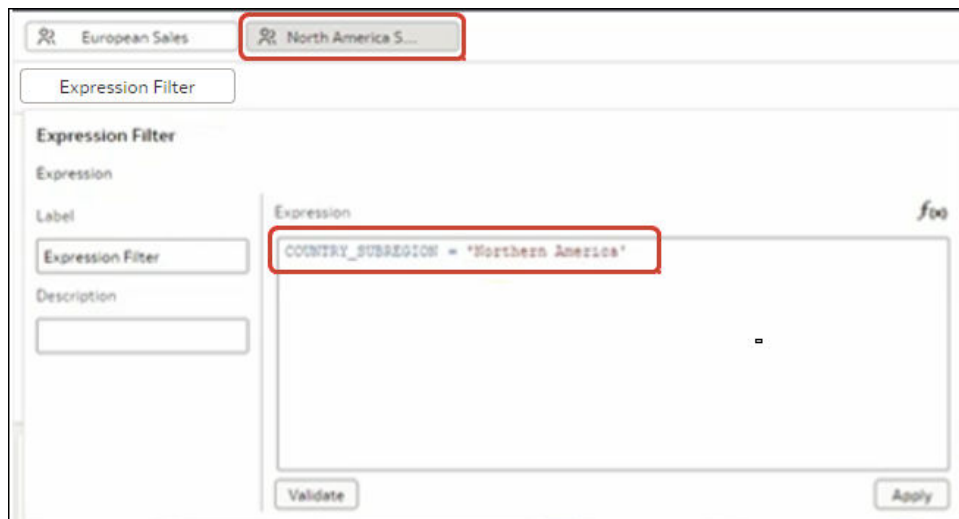 European Sales North America S...
Expression Filter
Expression Filter
Expression
Label
Expression
f(x)
Expression Filter
COUNTRY_SUBREGION = 'Northern America'
Description
Validate
Apply